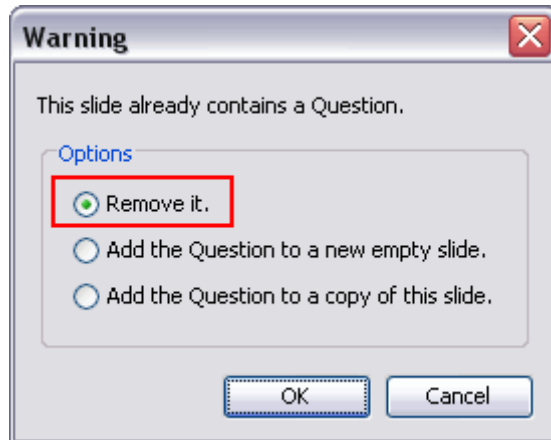 Warning
This slide already contains a Question.
Options
Remove it.
Add the Question to a new empty slide.
Add the Question to a copy of this slide.
OK
Cancel